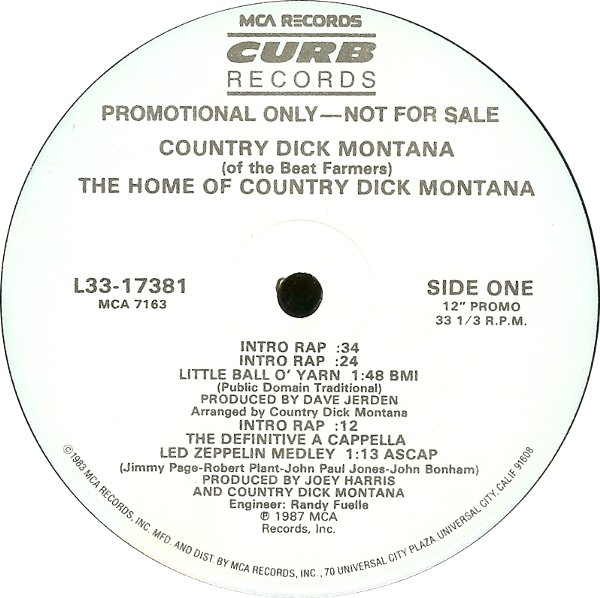 MCA RECORDS
CURB
RECORDS
PROMOTIONAL ONLY—NOT FOR SALE
COUNTRY DICK MONTANA
(of the Beat Farmers)
THE HOME OF COUNTRY DICK MONTANA
L33-17381
MCA 7163
SIDE ONE
12" PROMO
33 1/3 R.P.M.
INTRO RAP :34
INTRO RAP :24
LITTLE BALL O' YARN 1:48 BMI
(Public Domain Traditional)
PRODUCED BY DAVE JERDEN
Arranged by Country Dick Montana
INTRO RAP :12
THE DEFINITIVE A CAPPELLA
LED ZEPPELIN MEDLEY 1:13 ASCAP
(Jimmy Page-Robert Plant-John Paul Jones-John Bonham)
PRODUCED BY JOEY HARRIS
AND COUNTRY DICK MONTANA
Engineer: Randy Fuelle
℗ 1987 MCA
Records, Inc.
©1983 MCA RECORDS, INC. MFD. AND DIST. BY MCA RECORDS, INC., 70 UNIVERSAL CITY PLAZA, UNIVERSAL CITY, CALIF. 91608